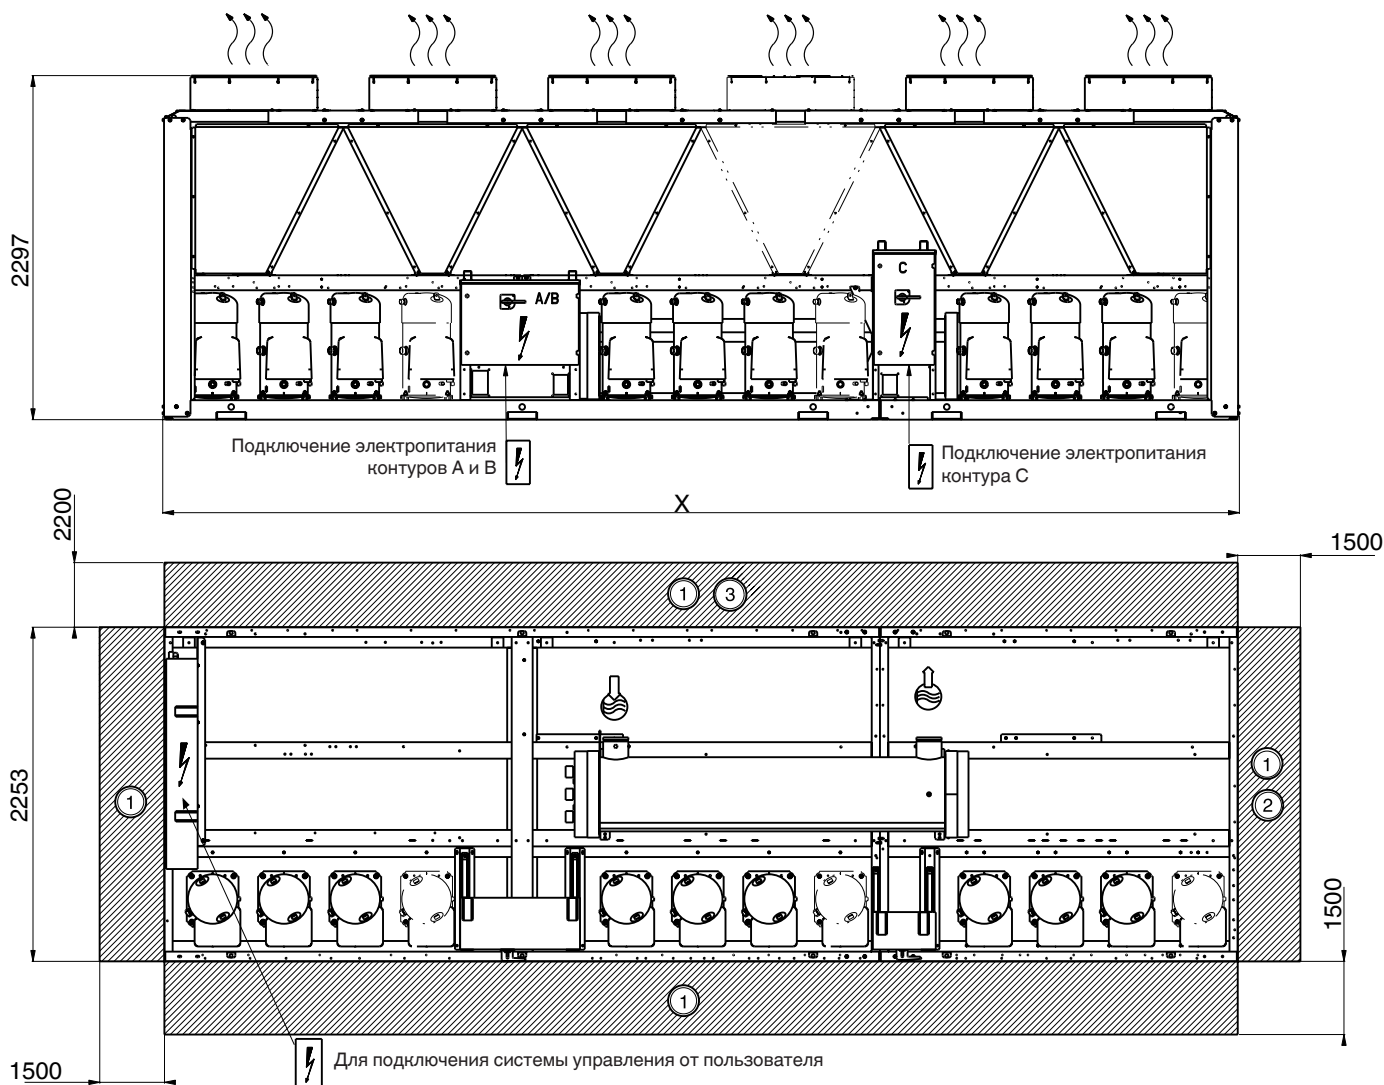 2297
A/B
C
Подключение электропитания
контуров А и В
Подключение электропитания
контура С
X
2200
1500
1 3
2253
1
1
2
1500
1
1500
Для подключения системы управления от пользователя